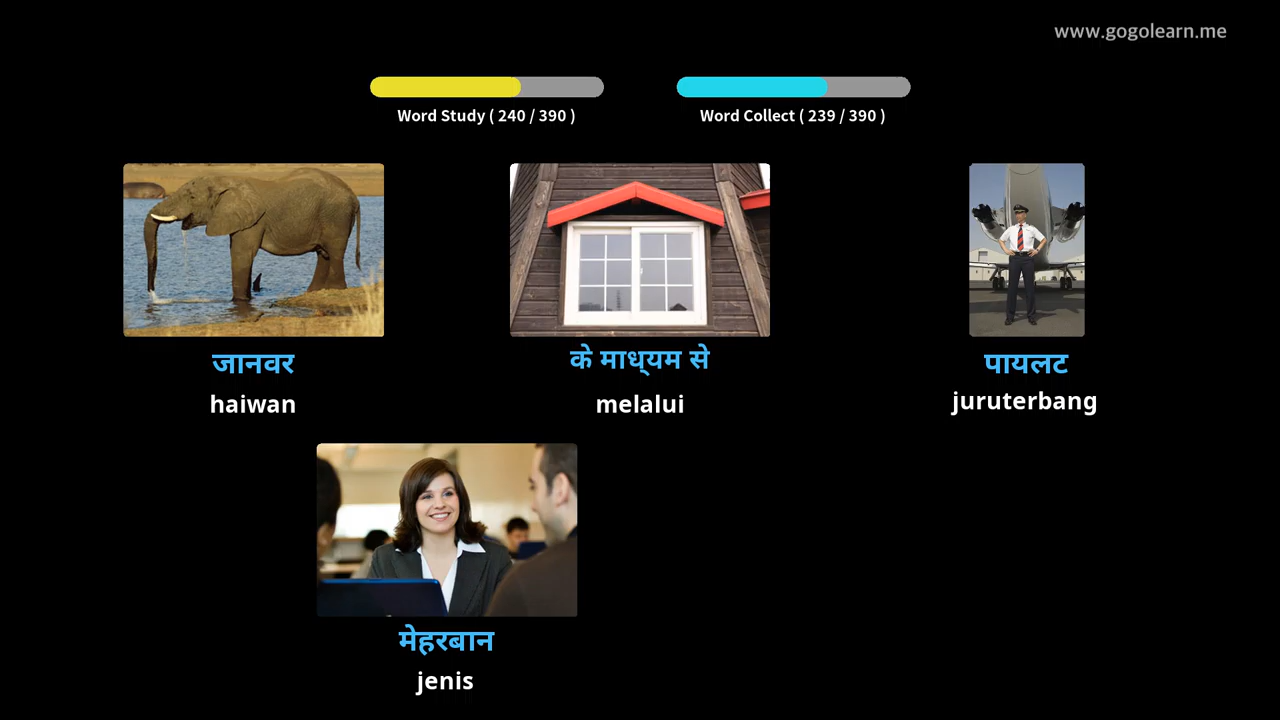 www.gogolearn.me
Word Study ( 240 / 390 )
Word Collect ( 239 / 390 )
जानवर
haiwan
के माध्यम से
melalui
पायलट
juruterbang
मेहरबान
jenis